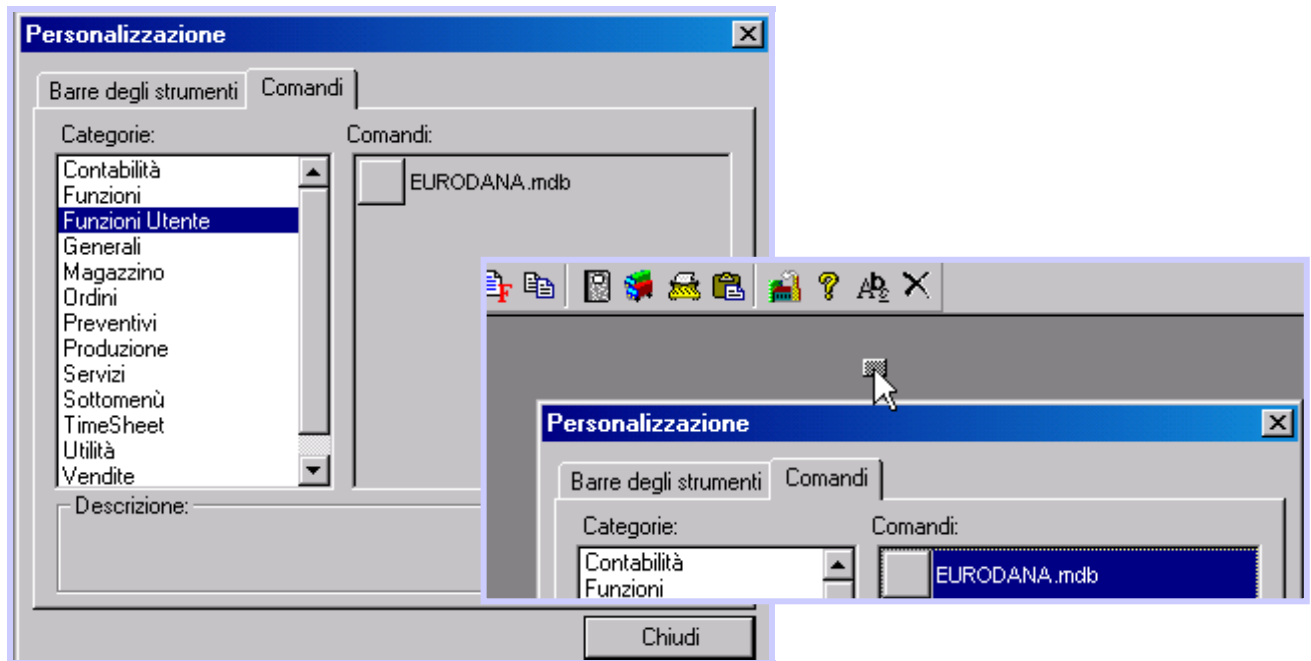 Personalizzazione
Barre degli strumenti Comandi
Categorie: Comandi:
Contabilità
Funzioni
Funzioni Utente
Generali
Magazzino
Ordini
Preventivi
Produzione
Servizi
Sottomenù
TimeSheet
Utilità
Vendite
EURODANA.mdb
Descrizione:
Chiudi
Personalizzazione
Barre degli strumenti Comandi
Categorie: Comandi:
Contabilità
Funzioni
EURODANA.mdb